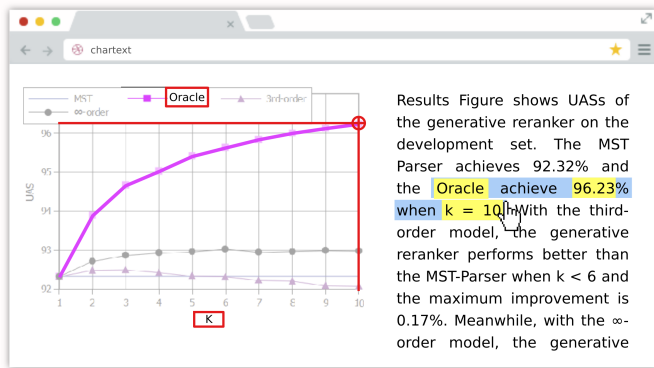 chartext
MST Oracle 3rd-order
∞-order
96
95
94
93
92
UAS
1 2 3 4 5 6 7 8 9 10
K
Results Figure shows UASs of
the generative reranker on the
development set. The MST
Parser achieves 92.32% and
the Oracle achieve 96.23%
when k = 10. With the third-
order model, the generative
reranker performs better than
the MST-Parser when k < 6 and
the maximum improvement is
0.17%. Meanwhile, with the ∞-
order model, the generative